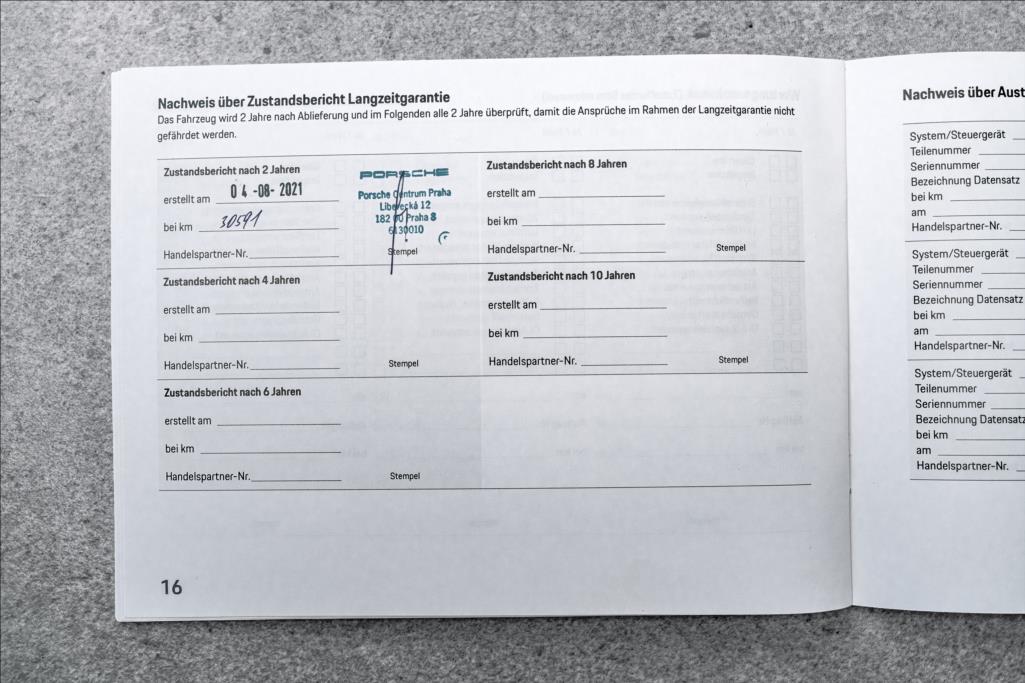 Nachweis über Zustandsbericht Langzeitgarantie
Das Fahrzeug wird 2 Jahre nach Ablieferung und im Folgenden alle 2 Jahre überprüft, damit die Ansprüche im Rahmen der Langzeitgarantie nicht
gefährdet werden.
Zustandsbericht nach 2 Jahren
erstellt am 04-08-2021
bei km 30591
Handelspartner-Nr.
PORSCHE
Porsche Centrum Praha
Liberecká 12
182 00 Praha 8
6130010
Stempel
Zustandsbericht nach 4 Jahren
erstellt am
bei km
Handelspartner-Nr.
Stempel
Zustandsbericht nach 6 Jahren
erstellt am
bei km
Handelspartner-Nr.
Stempel
Zustandsbericht nach 8 Jahren
erstellt am
bei km
Handelspartner-Nr.
Stempel
Zustandsbericht nach 10 Jahren
erstellt am
bei km
Handelspartner-Nr.
Stempel
16
Nachweis über Aust
System/Steuergerät
Teilenummer
Seriennummer
Bezeichnung Datensatz
bei km
am
Handelspartner-Nr.
System/Steuergerät
Teilenummer
Seriennummer
Bezeichnung Datensatz
bei km
am
Handelspartner-Nr.
System/Steuergerät
Teilenummer
Seriennummer
Bezeichnung Datensatz
bei km
am
Handelspartner-Nr.